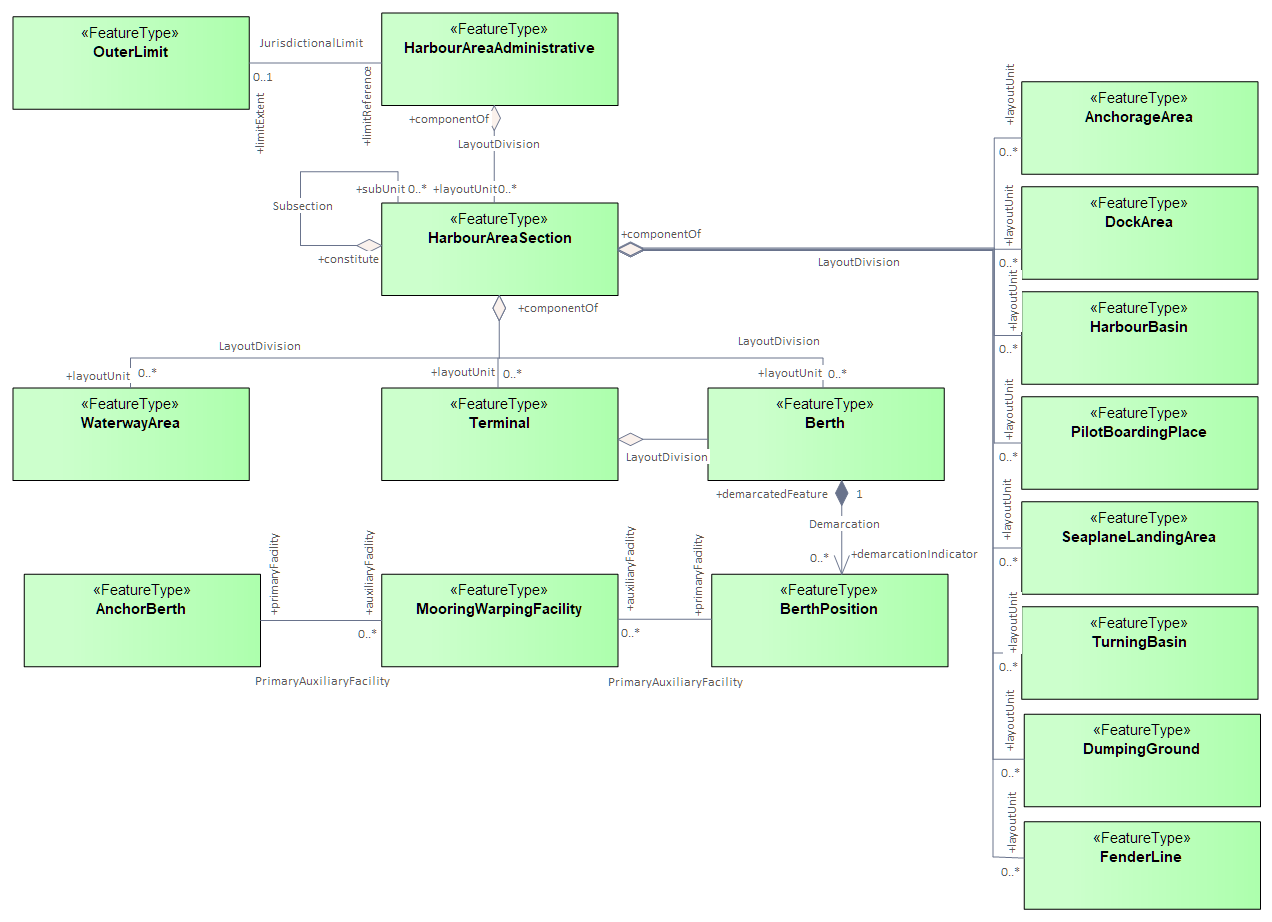 «FeatureType»
OuterLimit
JurisdictionalLimit
0..1
+limitExtent
+limitReference
«FeatureType»
HarbourAreaAdministrative
+componentOf
LayoutDivision
+subUnit 0..*
+layoutUnit0..*
Subsection
+constitute
«FeatureType»
HarbourAreaSection
+componentOf
LayoutDivision
+componentOf
LayoutDivision
LayoutDivision
+layoutUnit
0..*
+layoutUnit
0..*
+layoutUnit
0..*
«FeatureType»
WaterwayArea
«FeatureType»
Terminal
LayoutDivision
«FeatureType»
Berth
+demarcatedFeature
1
Demarcation
0..*
+demarcationIndicator
«FeatureType»
AnchorBerth
+primaryFacility
+auxiliaryFacility
0..*
PrimaryAuxiliaryFacility
«FeatureType»
MooringWarpingFacility
+auxiliaryFacility
+primaryFacility
0..*
PrimaryAuxiliaryFacility
«FeatureType»
BerthPosition
+layoutUnit
0..*
«FeatureType»
AnchorageArea
+layoutUnit
0..*
«FeatureType»
DockArea
+layoutUnit
0..*
«FeatureType»
HarbourBasin
+layoutUnit
0..*
«FeatureType»
PilotBoardingPlace
+layoutUnit
0..*
«FeatureType»
SeaplaneLandingArea
+layoutUnit
0..*
«FeatureType»
TurningBasin
+layoutUnit
0..*
«FeatureType»
DumpingGround
+layoutUnit
0..*
«FeatureType»
FenderLine